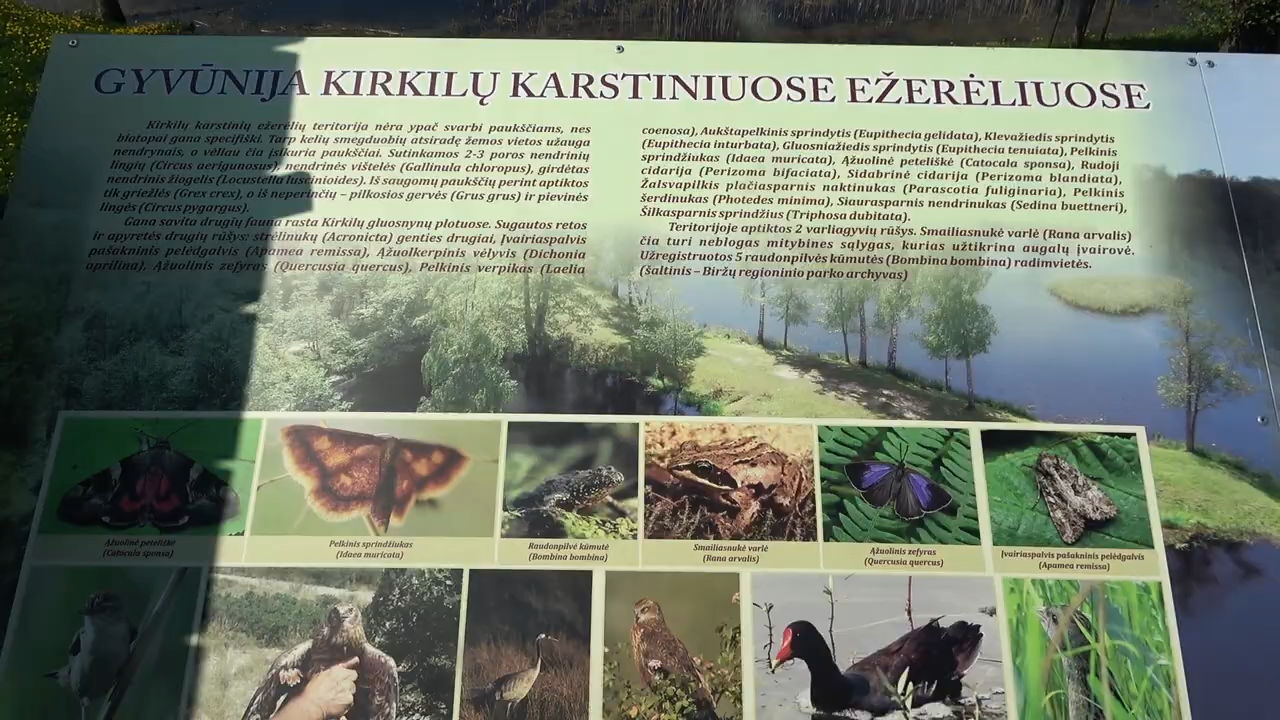 GYVŪNIJA KIRKILŲ KARSTINIUOSE EŽERĖLIUOSE
Kirkilų karstinių ežerėlių teritorija nėra ypač svarbi paukščiams, nes
biotopai gana specifiški. Tarp kelių smegduobių atsiradę žemos vietos užauga
nendrynais, o vėliau čia įsikuria paukščiai. Sutinkamos 2-3 poros nendrinių
lingių (Circus aerigunosus), nendrinės vištelės (Gallinula chloropus), girdėtas
nendrinis žiogelis (Locustella luscinioides). Iš saugomų paukščių perint aptiktos
tik griežlės (Grex crex), o iš neperinčių – pilkosios gervės (Grus grus) ir pievinės
lingės (Circus pygargus).
Gana savita drugių fauna rasta Kirkilų gluosnynų plotuose. Sugautos retos
ir apyretės drugių rūšys: strėlinukų (Acronicta) genties drugiai, Įvairiaspalvis
pašakninis pelėdgalvis (Apamea remissa), Ąžuolkerpinis vėlyvis (Dichonia
aprilina), Ąžuolinis zefyras (Quercusia quercus), Pelkinis verpikas (Laelia
coenosa), Aukštapelkinis sprindytis (Eupithecia gelidata), Klevažiedis sprindytis
(Eupithecia inturbata), Gluosniažiedis sprindytis (Eupithecia tenuiata), Pelkinis
sprindžiukas (Idaea muricata), Ąžuolinė peteliškė (Catocala sponsa), Rudoji
cidarija (Perizoma bifaciata), Sidabrinė cidarija (Perizoma blandiata),
Žalsvapilkis plačiasparnis naktinukas (Parascotia fuliginaria), Pelkinis
šerdinukas (Photedes minima), Siaurasparnis nendrinukas (Sedina buettneri),
Šilkasparnis sprindžius (Triphosa dubitata).
Teritorijoje aptiktos 2 varliagyvių rūšys. Smailiasnukė varlė (Rana arvalis)
čia turi neblogas mitybines sąlygas, kurias užtikrina augalų įvairovė.
Užregistruotos 5 raudonpilvės kūmutės (Bombina bombina) radimvietės.
(šaltinis – Biržų regioninio parko archyvas)
Ąžuolinė peteliškė
(Catocala sponsa)
Pelkinis sprindžiukas
(Idaea muricata)
Raudonpilvė kūmutė
(Bombina bombina)
Smailiasnukė varlė
(Rana arvalis)
Ąžuolinis zefyras
(Quercusia quercus)
Įvairiaspalvis pašakninis pelėdgalvis
(Apamea remissa)